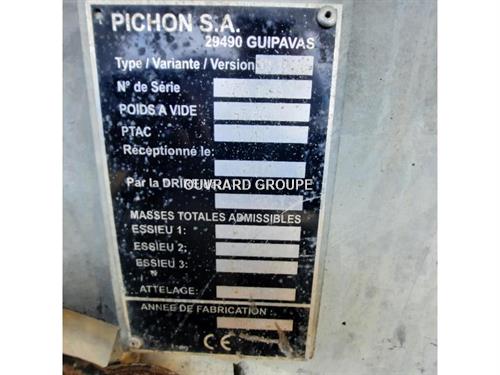 PICHON S.A.
29490 GUIPAVAS
Type / Variante / Version
N° de Série
POIDS A VIDE
PTAC
Réceptionné le:
Par la DRIRE
OUVRARD GROUPE
MASSES TOTALES ADMISSIBLES
ESSIEU 1:
ESSIEU 2:
ESSIEU 3:
ATTELAGE:
ANNEE DE FABRICATION:
CE